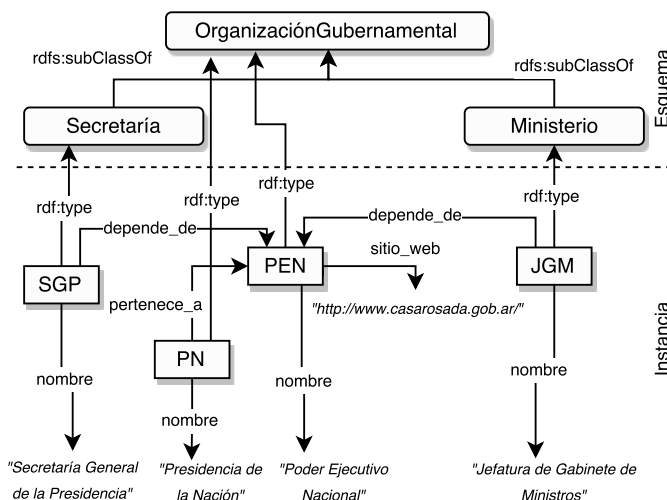 OrganizaciónGubernamental
rdfs:subClassOf
rdfs:subClassOf
Esquema
Secretaría
Ministerio
rdf:type
rdf:type
rdf:type
rdf:type
depende_de
depende_de
sitio_web
SGP
PEN
JGM
pertenece_a
"http://www.casarosada.gob.ar/"
Instancia
PN
nombre
nombre
nombre
nombre
"Secretaría General
de la Presidencia"
"Presidencia de
la Nación"
"Poder Ejecutivo
Nacional"
"Jefatura de Gabinete de
Ministros"